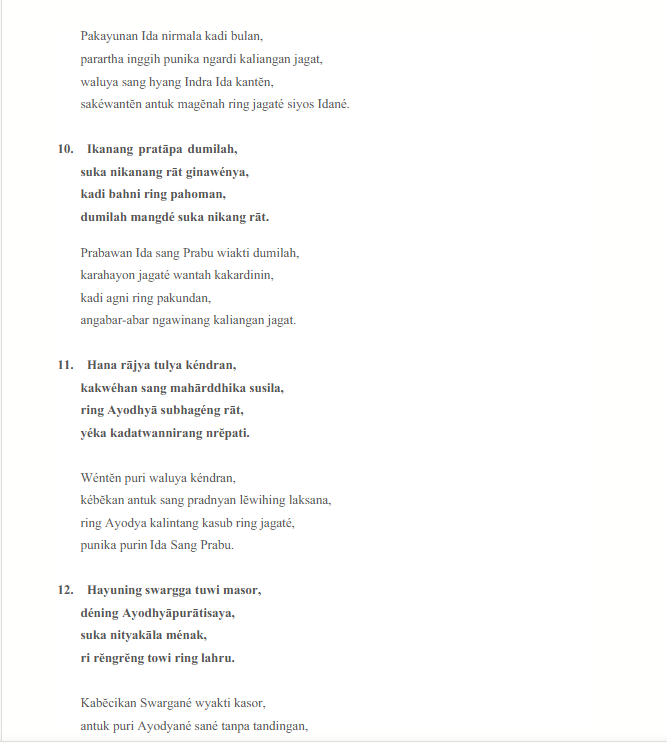 Pakayunan Ida nirmala kadi bulan,
parartha inggih punika ngardi kaliangan jagat,
waluya sang hyang Indra Ida kantĕn,
sakéwantĕn antuk magĕnah ring jagaté siyos Idané.
10. Ikanang pratāpa dumilah,
suka nikanang rāt ginawénya,
kadi bahni ring pahoman,
dumilah mangdé suka nikang rāt.
Prabawan Ida sang Prabu wiakti dumilah,
karahayon jagaté wantah kakardinin,
kadi agni ring pakundan,
angabar-abar ngawinang kaliangan jagat.
11. Hana rājya tulya kéndran,
kakwéhan sang mahārddhika susila,
ring Ayodhyā subhagéng rāt,
yéka kadatwannirang nrĕpati.
Wéntĕn puri waluya kéndran,
kébĕkan antuk sang pradnyan lĕwihing laksana,
ring Ayodya kalintang kasub ring jagaté,
punika purin Ida Sang Prabu.
12. Hayuning swargga tuwi masor,
déning Ayodhyāpurātisaya,
suka nityakāla ménak,
ri rĕngrĕng towi ring lahru.
Kabĕcikan Swargané wyakti kasor,
antuk puri Ayodyané sané tanpa tandingan,